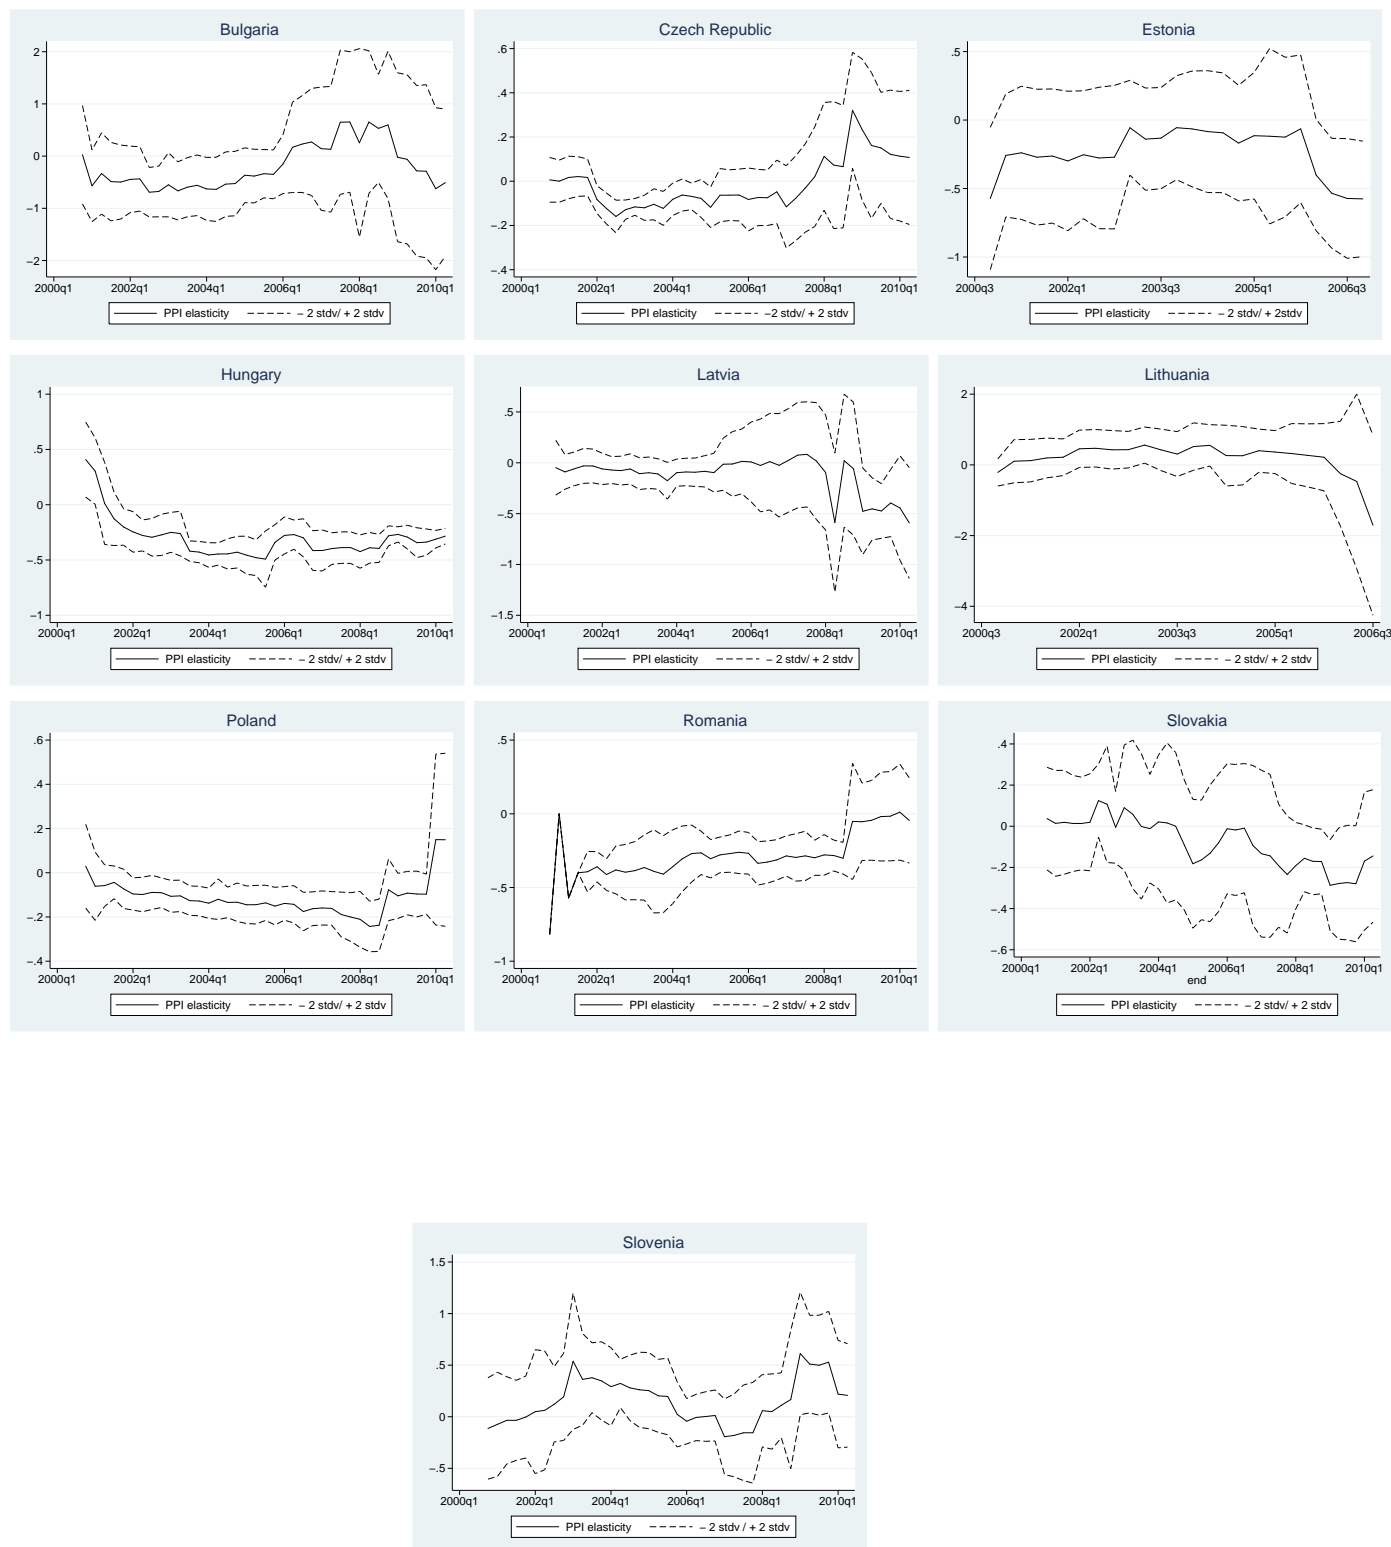 Bulgaria
2
1
0
−1
−2
2000q1 2002q1 2004q1 2006q1 2008q1 2010q1
PPI elasticity − 2 stdv/ + 2 stdv
Czech Republic
.6
.4
.2
0
−.2
−.4
2000q1 2002q1 2004q1 2006q1 2008q1 2010q1
PPI elasticity −2 stdv/ + 2 stdv
Estonia
.5
0
−.5
−1
2000q3 2002q1 2003q3 2005q1 2006q3
PPI elasticity − 2 stdv/ + 2stdv
Hungary
1
.5
0
−.5
−1
2000q1 2002q1 2004q1 2006q1 2008q1 2010q1
PPI elasticity − 2 stdv/ + 2 stdv
Latvia
.5
0
−.5
−1
−1.5
2000q1 2002q1 2004q1 2006q1 2008q1 2010q1
PPI elasticity − 2 stdv/ + 2 stdv
Lithuania
2
0
−2
−4
2000q3 2002q1 2003q3 2005q1 2006q3
PPI elasticity − 2 stdv/ + 2 stdv
Poland
.6
.4
.2
0
−.2
−.4
2000q1 2002q1 2004q1 2006q1 2008q1 2010q1
PPI elasticity − 2 stdv/ + 2 stdv
Romania
.5
0
−.5
−1
2000q1 2002q1 2004q1 2006q1 2008q1 2010q1
PPI elasticity − 2 stdv/ + 2 stdv
Slovakia
.4
.2
0
−.2
−.4
−.6
2000q1 2002q1 2004q1 2006q1 2008q1 2010q1
end
PPI elasticity − 2 stdv/ + 2 stdv
Slovenia
1.5
1
.5
0
−.5
2000q1 2002q1 2004q1 2006q1 2008q1 2010q1
PPI elasticity − 2 stdv / + 2 stdv